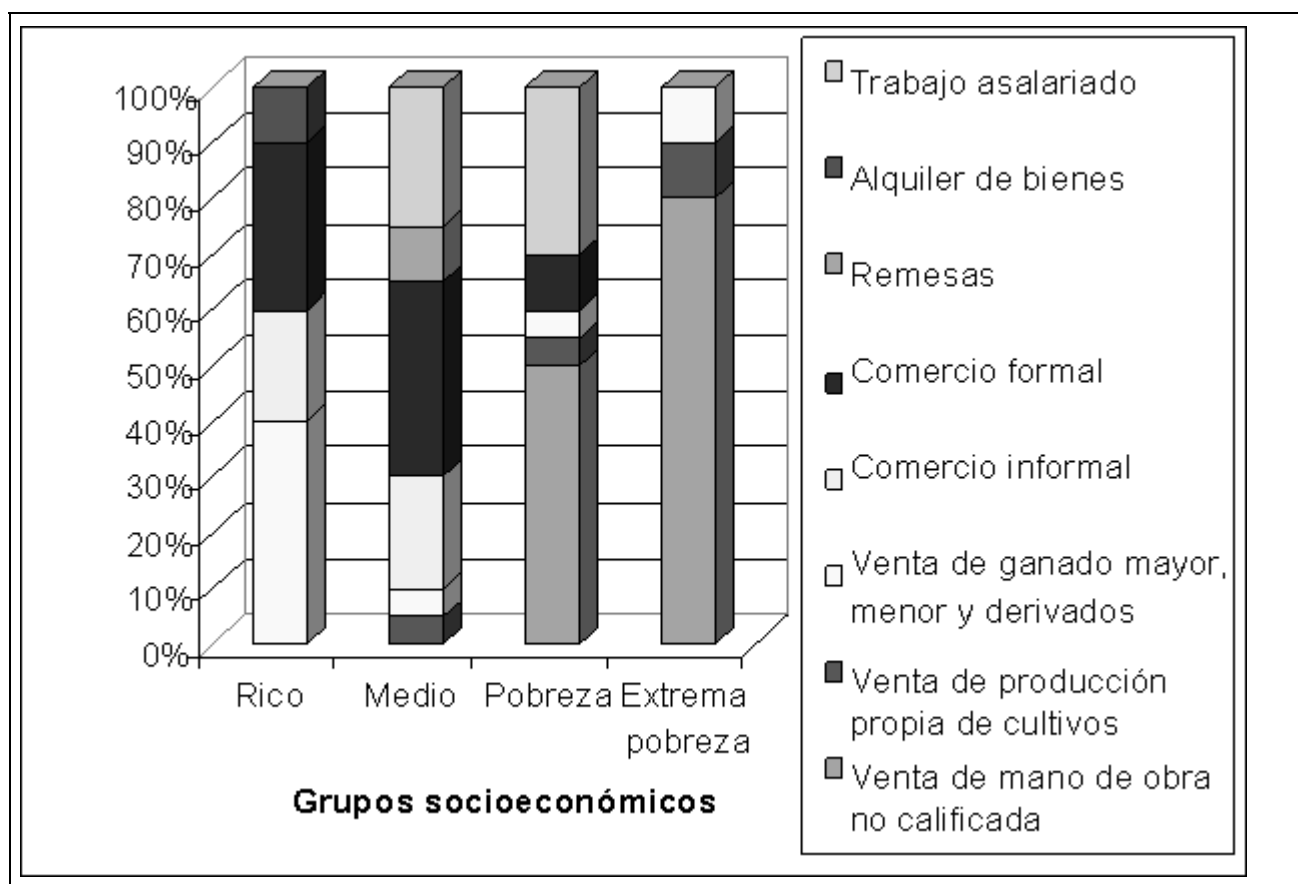 100%
90%
80%
70%
60%
50%
40%
30%
20%
10%
0%
Rico Medio Pobreza Extrema
pobreza
Grupos socioeconómicos
Trabajo asalariado
Alquiler de bienes
Remesas
Comercio formal
Comercio informal
Venta de ganado mayor,
menor y derivados
Venta de producción
propia de cultivos
Venta de mano de obra
no calificada